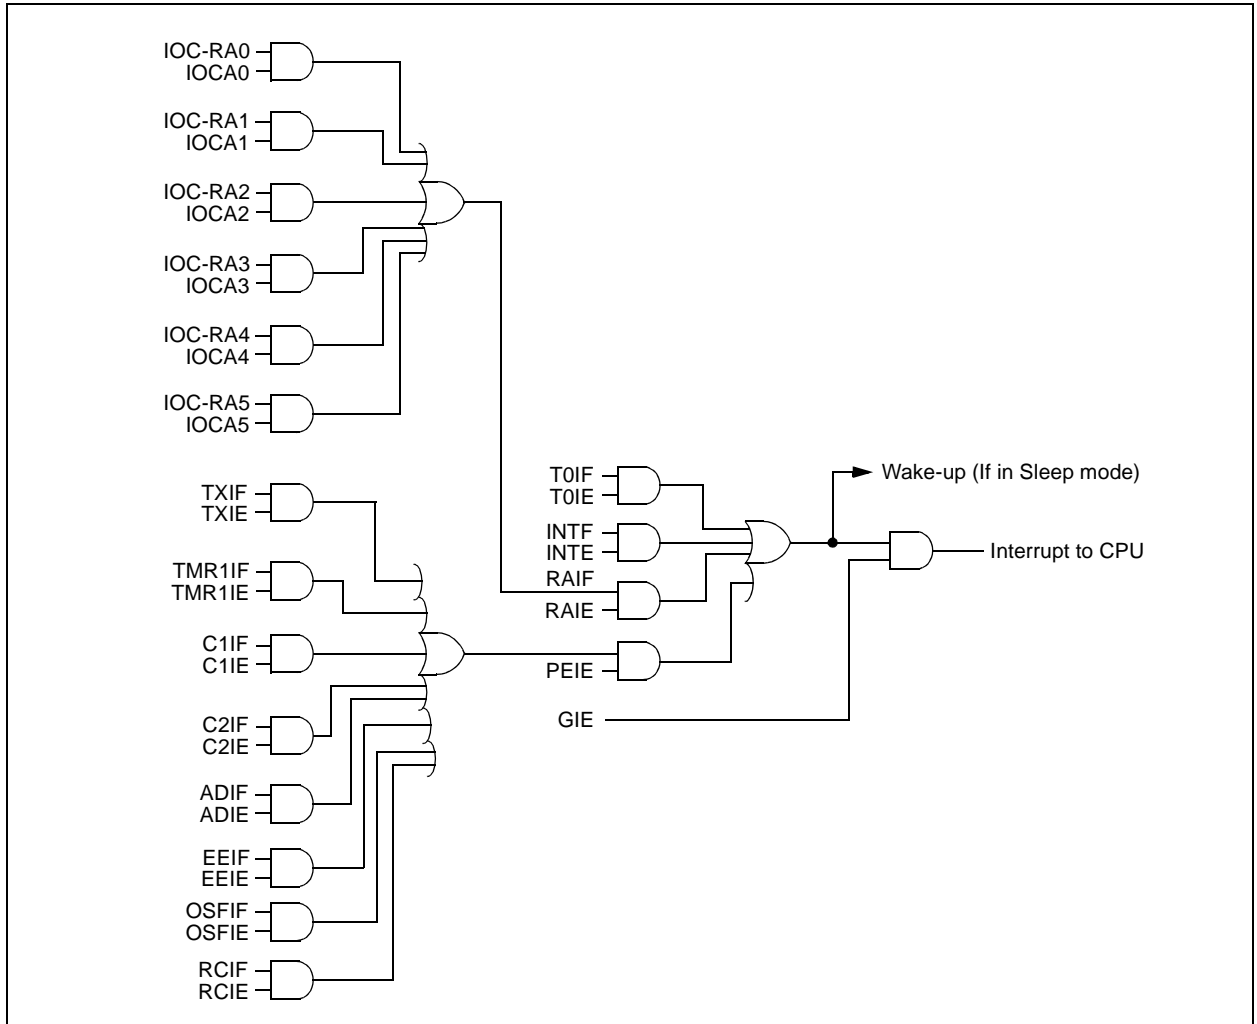 IOC-RA0
IOCA0
IOC-RA1
IOCA1
IOC-RA2
IOCA2
IOC-RA3
IOCA3
IOC-RA4
IOCA4
IOC-RA5
IOCA5
TXIF
TXIE
TMR1IF
TMR1IE
C1IF
C1IE
C2IF
C2IE
ADIF
ADIE
EEIF
EEIE
OSFIF
OSFIE
RCIF
RCIE
T0IF
T0IE
INTF
INTE
RAIF
RAIE
PEIE
GIE
Wake-up (If in Sleep mode)
Interrupt to CPU